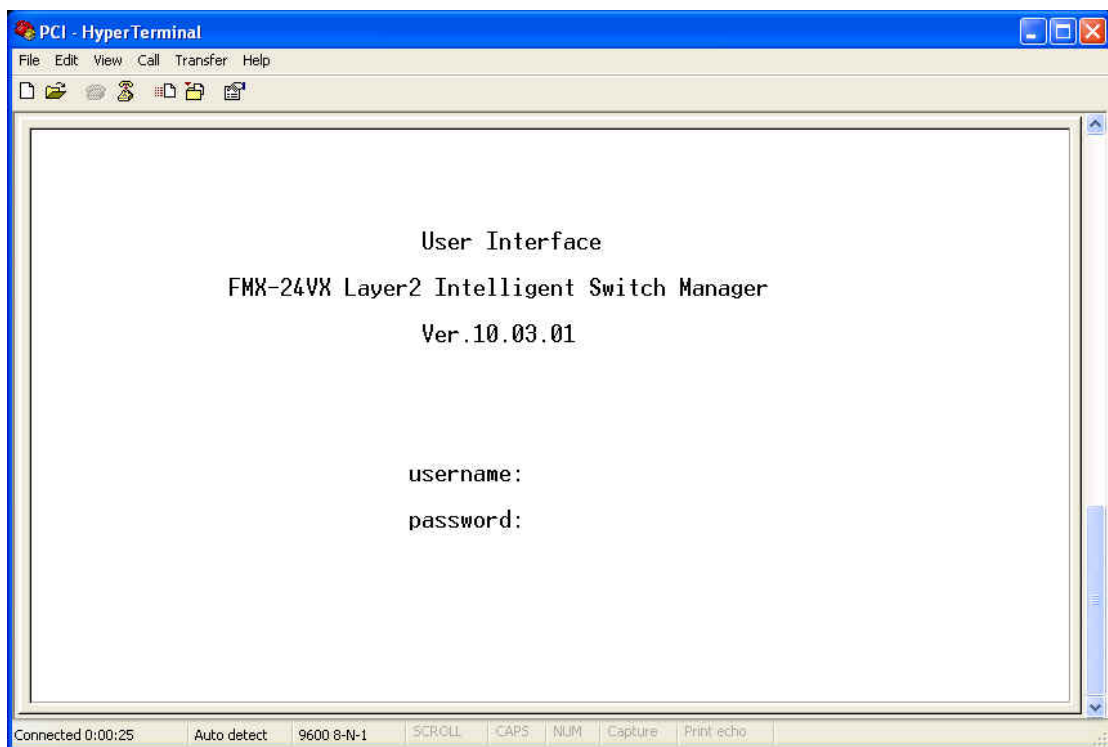 PCI - HyperTerminal
File Edit View Call Transfer Help
User Interface
FMX-24VX Layer2 Intelligent Switch Manager
Ver.10.03.01
username:
password:
Connected 0:00:25 Auto detect 9600 8-N-1 SCROLL CAPS NUM Capture Print echo